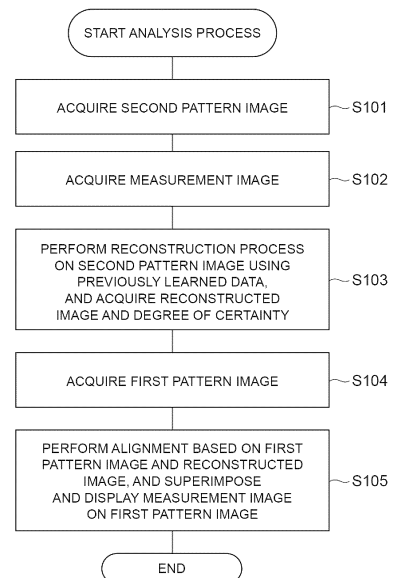 START ANALYSIS PROCESS
ACQUIRE SECOND PATTERN IMAGE
S101
ACQUIRE MEASUREMENT IMAGE
S102
PERFORM RECONSTRUCTION PROCESS
ON SECOND PATTERN IMAGE USING
PREVIOUSLY LEARNED DATA,
AND ACQUIRE RECONSTRUCTED
IMAGE AND DEGREE OF CERTAINTY
S103
ACQUIRE FIRST PATTERN IMAGE
S104
PERFORM ALIGNMENT BASED ON FIRST
PATTERN IMAGE AND RECONSTRUCTED
IMAGE, AND SUPERIMPOSE
AND DISPLAY MEASUREMENT IMAGE
ON FIRST PATTERN IMAGE
S105
END